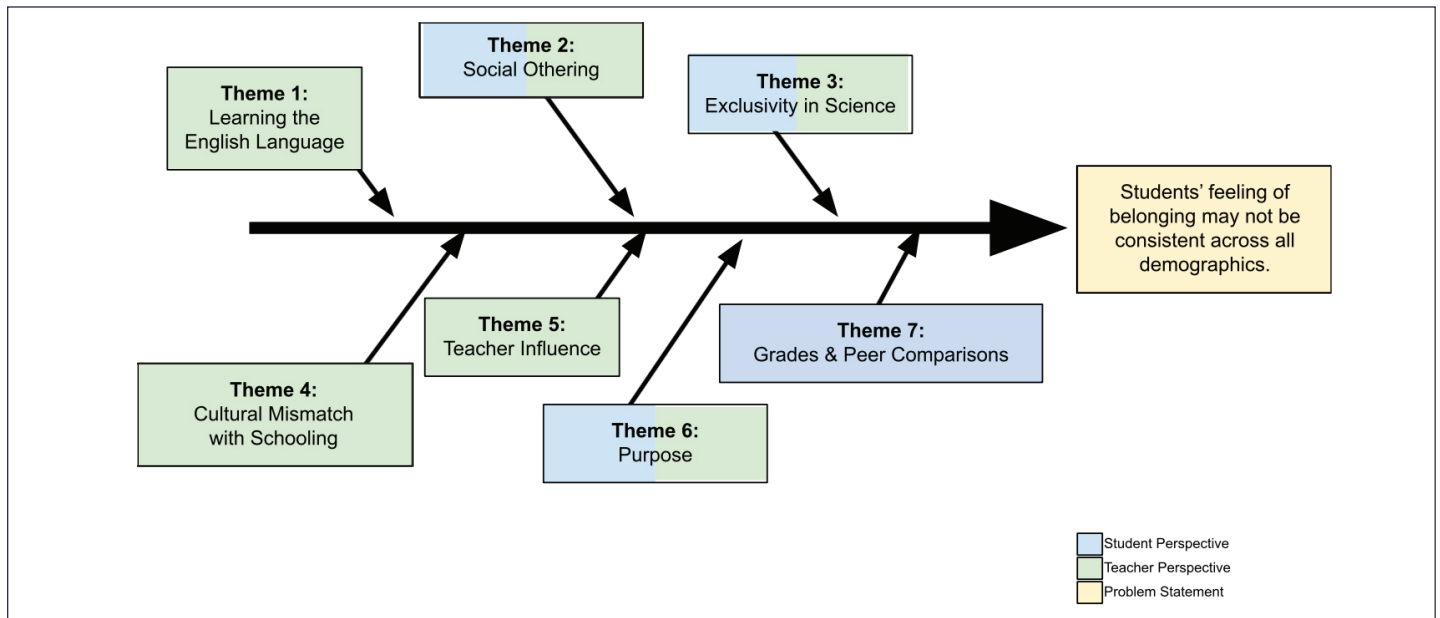 Theme 1:
Learning the
English Language
Theme 2:
Social Othering
Theme 3:
Exclusivity in Science
Students’ feeling of
belonging may not be
consistent across all
demographics.
Theme 4:
Cultural Mismatch
with Schooling
Theme 5:
Teacher Influence
Theme 6:
Purpose
Theme 7:
Grades & Peer Comparisons
Student Perspective
Teacher Perspective
Problem Statement